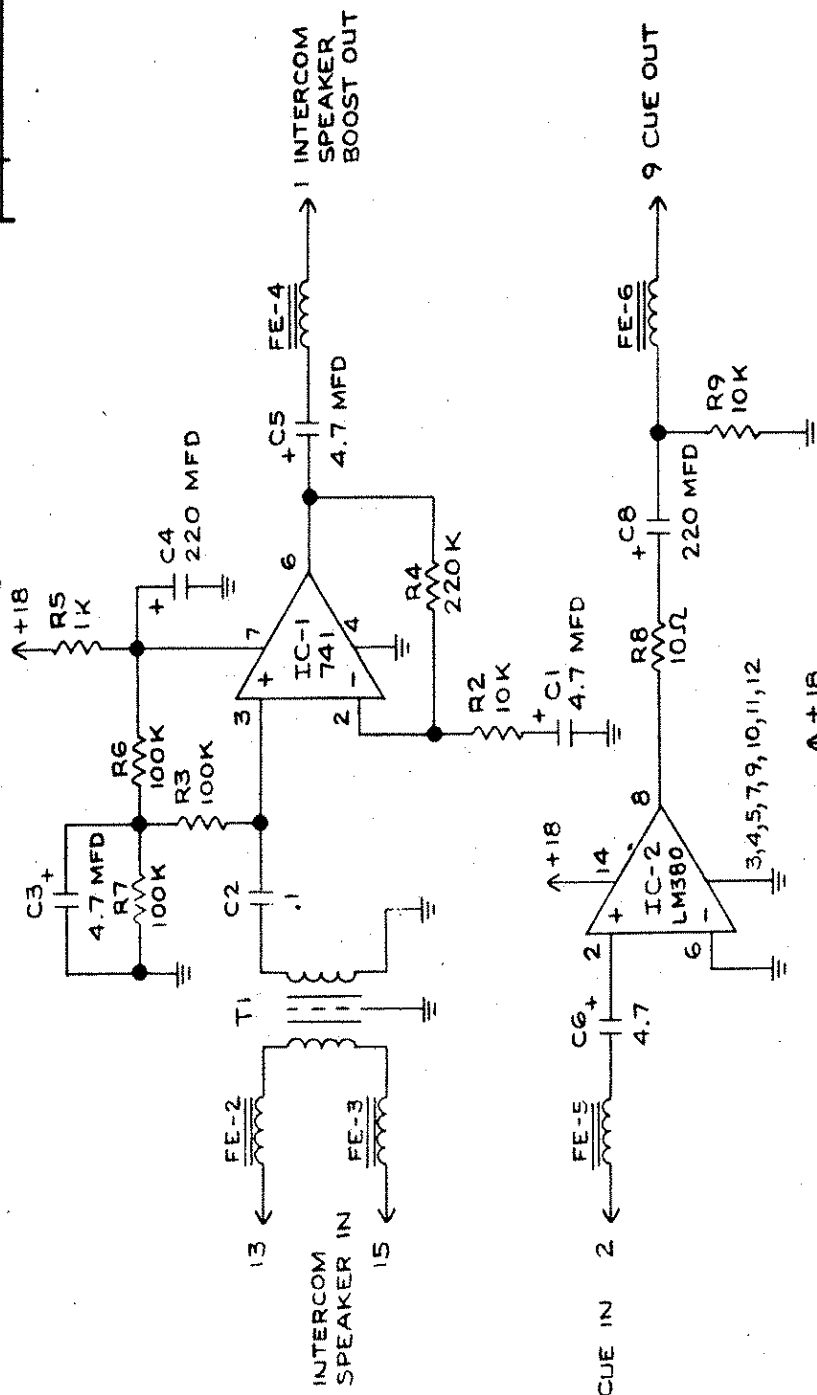 1 INTERCOM
SPEAKER
BOOST OUT
FE-4
C5
+
4.7 MFD
+18
R5
1K
C4
220 MFD
+
6
R4
220K
7
IC-1
741
4
+
-
3
2
R2
10K
+
C1
4.7 MFD
R6
100K
R3
100K
C3
+
4.7 MFD
R7
100K
C2
.1
T1
FE-2
FE-3
13
15
INTERCOM
SPEAKER IN
9 CUE OUT
FE-6
R9
10K
C8
+
220 MFD
R8
10Ω
8
+18
14
IC-2
LM380
+
-
2
6
3,4,5,7,9,10,11,12
+18
C6
+
4.7
FE-5
2
CUE IN